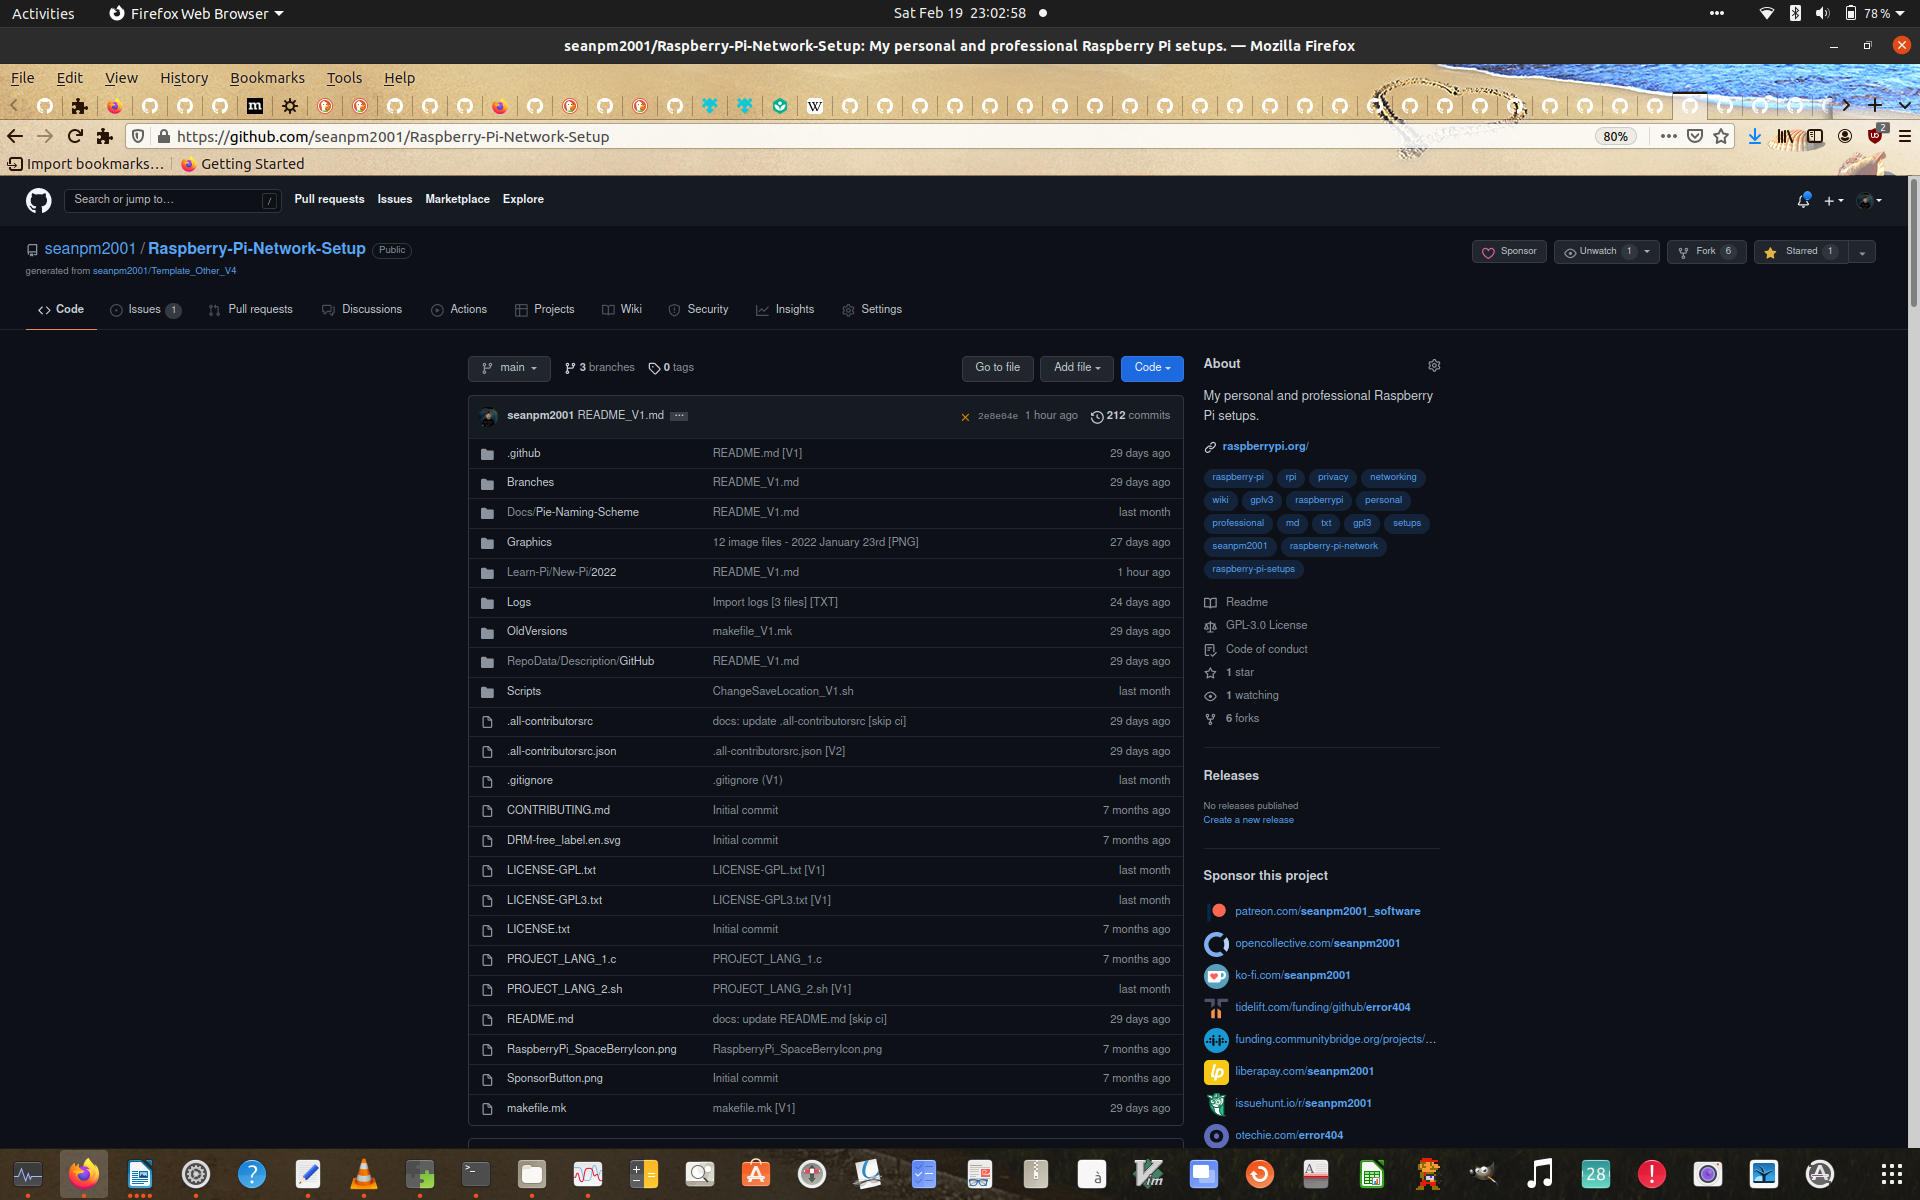 Activities Firefox Web Browser Sat Feb 19 23:02:58 78 %
seanpm2001/Raspberry-Pi-Network-Setup: My personal and professional Raspberry Pi setups. — Mozilla Firefox
File Edit View History Bookmarks Tools Help
https://github.com/seanpm2001/Raspberry-Pi-Network-Setup 80% 2
Import bookmarks… Getting Started
Search or jump to… / Pull requests Issues Marketplace Explore
seanpm2001 / Raspberry-Pi-Network-Setup Public
Sponsor Unwatch 1 Fork 6 Starred 1
generated from seanpm2001/Template_Other_V4
Code Issues 1 Pull requests Discussions Actions Projects Wiki Security Insights Settings
main 3 branches 0 tags Go to file Add file Code
seanpm2001 README_V1.md 2e8e04e 1 hour ago 212 commits
.github README.md [V1] 29 days ago
Branches README_V1.md 29 days ago
Docs/Pie-Naming-Scheme README_V1.md last month
Graphics 12 image files - 2022 January 23rd [PNG] 27 days ago
Learn-Pi/New-Pi/2022 README_V1.md 1 hour ago
Logs Import logs [3 files] [TXT] 24 days ago
OldVersions makefile_V1.mk 29 days ago
RepoData/Description/GitHub README_V1.md 29 days ago
Scripts ChangeSaveLocation_V1.sh last month
.all-contributorsrc docs: update .all-contributorsrc [skip ci] 29 days ago
.all-contributorsrc.json .all-contributorsrc.json [V2] 29 days ago
.gitignore .gitignore (V1) last month
CONTRIBUTING.md Initial commit 7 months ago
DRM-free_label.en.svg Initial commit 7 months ago
LICENSE-GPL.txt LICENSE-GPL.txt [V1] last month
LICENSE-GPL3.txt LICENSE-GPL3.txt [V1] last month
LICENSE.txt Initial commit 7 months ago
PROJECT_LANG_1.c PROJECT_LANG_1.c 7 months ago
PROJECT_LANG_2.sh PROJECT_LANG_2.sh [V1] last month
README.md docs: update README.md [skip ci] 29 days ago
RaspberryPi_SpaceBerryIcon.png RaspberryPi_SpaceBerryIcon.png 7 months ago
SponsorButton.png Initial commit 7 months ago
makefile.mk makefile.mk [V1] 29 days ago
About
My personal and professional Raspberry
Pi setups.
raspberrypi.org/
raspberry-pi rpi privacy networking
wiki gplv3 raspberrypi personal
professional md txt gpl3 setups
seanpm2001 raspberry-pi-network
raspberry-pi-setups
Readme
GPL-3.0 License
Code of conduct
1 star
1 watching
6 forks
Releases
No releases published
Create a new release
Sponsor this project
patreon.com/seanpm2001_software
opencollective.com/seanpm2001
ko-fi.com/seanpm2001
tidelift.com/funding/github/error404
funding.communitybridge.org/projects/…
liberapay.com/seanpm2001
issuehunt.io/r/seanpm2001
otechie.com/error404
28